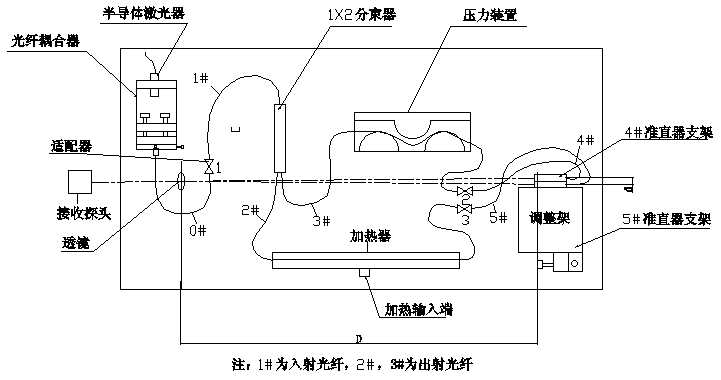 半导体激光器
1X2分束器
压力装置
光纤耦合器
1#
4#准直器支架
4#
适配器
1
2
3
接收探头
0#
2#
3#
5#
调整架
5#准直器支架
透镜
加热器
加热输入端
d
D
注：1#为入射光纤，2#，3#为出射光纤